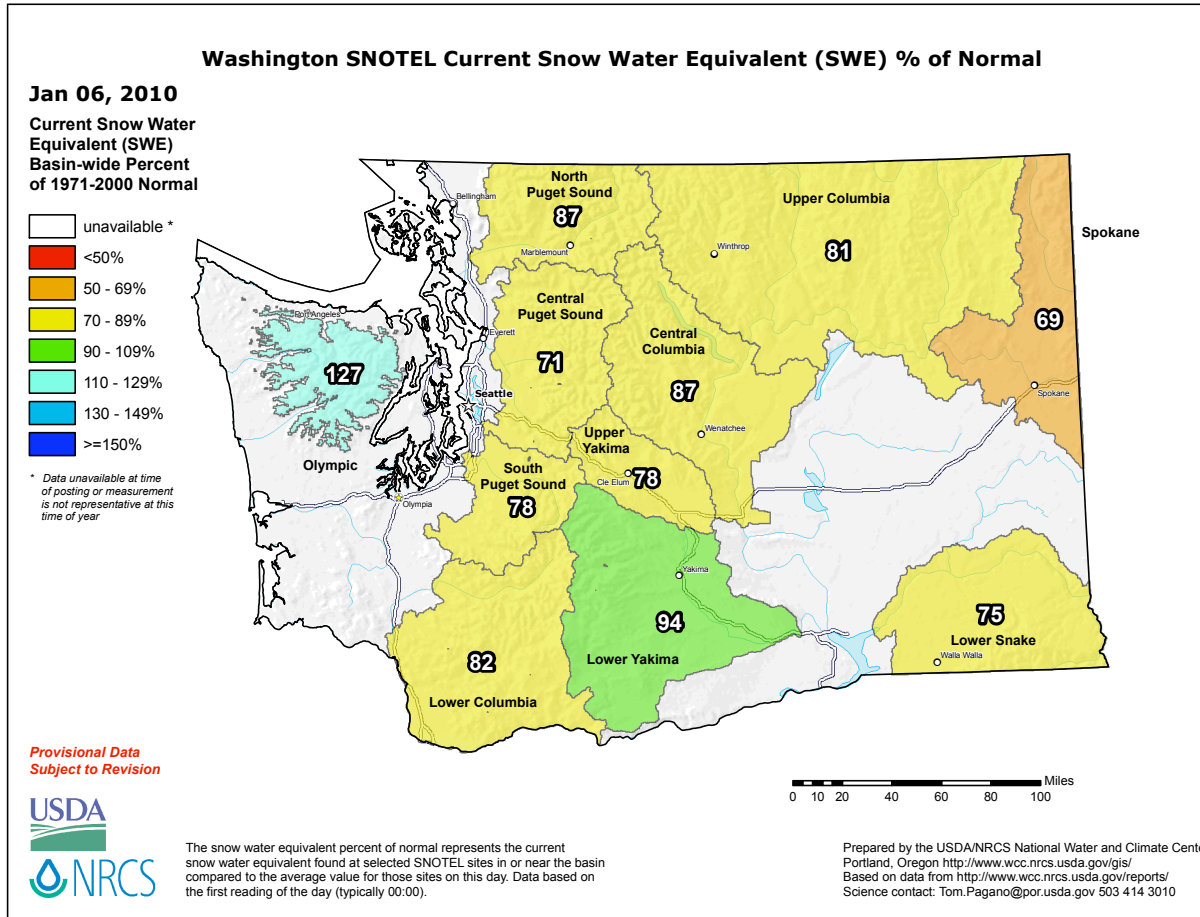 Washington SNOTEL Current Snow Water Equivalent (SWE) % of Normal
Jan 06, 2010
Current Snow Water
Equivalent (SWE)
Basin-wide Percent
of 1971-2000 Normal
unavailable *
<50%
50 - 69%
70 - 89%
90 - 109%
110 - 129%
130 - 149%
>=150%
* Data unavailable at time
of posting or measurement
is not representative at this
time of year
North
Puget Sound
87
Bellingham
Marblemount
Upper Columbia
81
Winthrop
Spokane
69
Spokane
Central
Puget Sound
71
Everett
Seattle
Central
Columbia
87
Wenatchee
Port Angeles
127
Olympic
Olympia
Upper
Yakima
78
Cle Elum
South
Puget Sound
78
Yakima
94
Lower Yakima
82
Lower Columbia
75
Lower Snake
Walla Walla
Provisional Data
Subject to Revision
Miles
0 10 20 40 60 80 100
USDA
NRCS
The snow water equivalent percent of normal represents the current
snow water equivalent found at selected SNOTEL sites in or near the basin
compared to the average value for those sites on this day. Data based on
the first reading of the day (typically 00:00).
Prepared by the USDA/NRCS National Water and Climate Cente
Portland, Oregon http://www.wcc.nrcs.usda.gov/gis/
Based on data from http://www.wcc.nrcs.usda.gov/reports/
Science contact: Tom.Pagano@por.usda.gov 503 414 3010